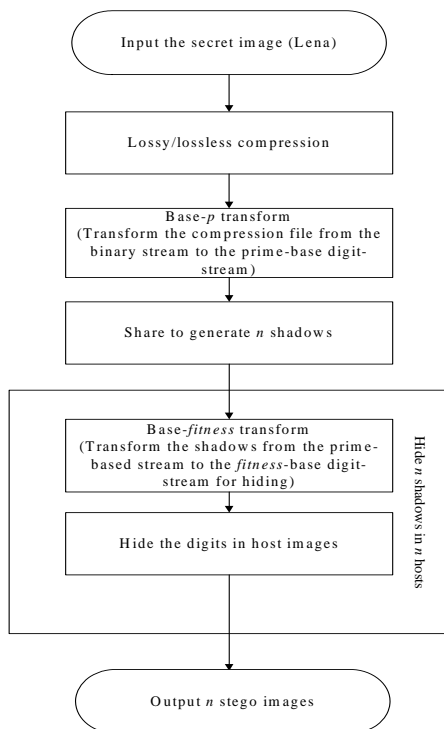 Input the secret image (Lena)
Lossy/lossless compression
Base-p transform
(Transform the compression file from the
binary stream to the prime-base digit-
stream)
Share to generate n shadows
Base-fitness transform
(Transform the shadows from the prime-
based stream to the fitness-base digit-
stream for hiding)
Hide the digits in host images
Hide n shadows in n
hosts
Output n stego images